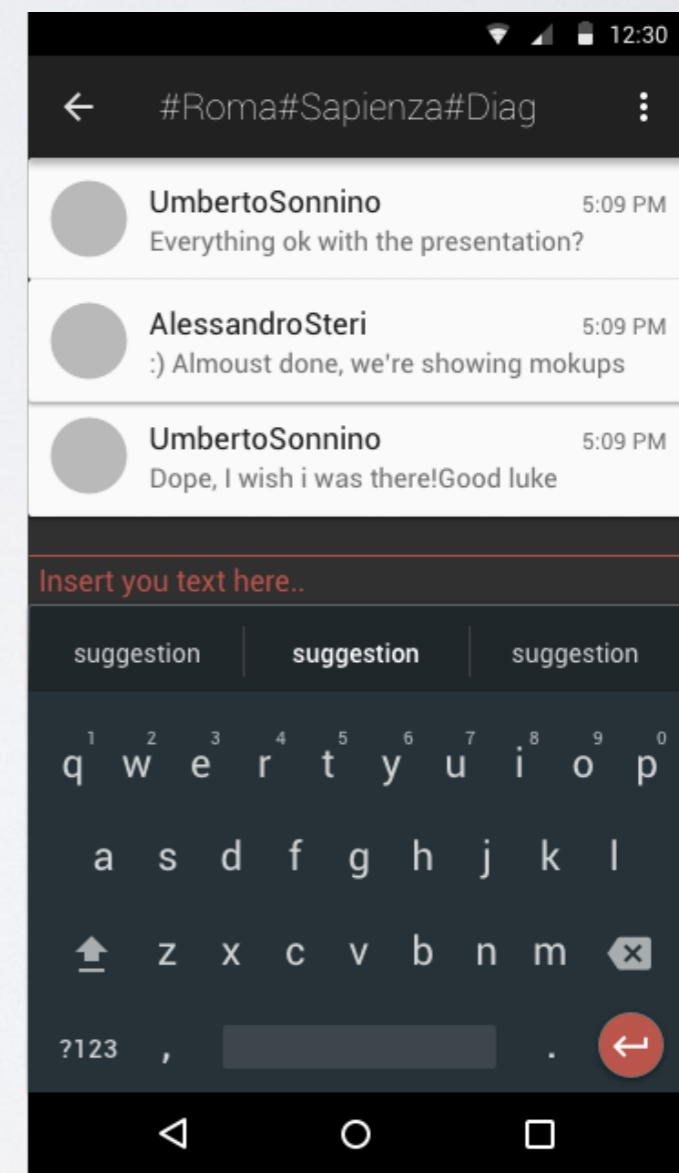 12:30
#Roma#Sapienza#Diag
UmbertoSonnino 5:09 PM
Everything ok with the presentation?
AlessandroSteri 5:09 PM
:) Almoust done, we're showing mokups
UmbertoSonnino 5:09 PM
Dope, I wish i was there!Good luke
Insert you text here..
suggestion suggestion suggestion
q 1 w 2 e 3 r 4 t 5 y 6 u 7 i 8 o 9 p 0
a s d f g h j k l
z x c v b n m
?123 , .